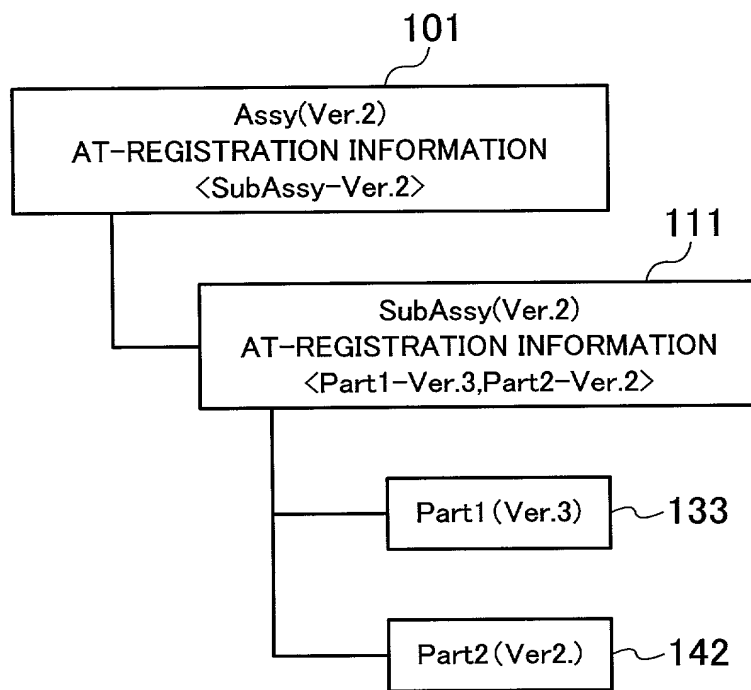 101
Assy(Ver.2)
AT-REGISTRATION INFORMATION
<SubAssy-Ver.2>
111
SubAssy(Ver.2)
AT-REGISTRATION INFORMATION
<Part1-Ver.3,Part2-Ver.2>
Part1(Ver.3) 133
Part2(Ver2.) 142